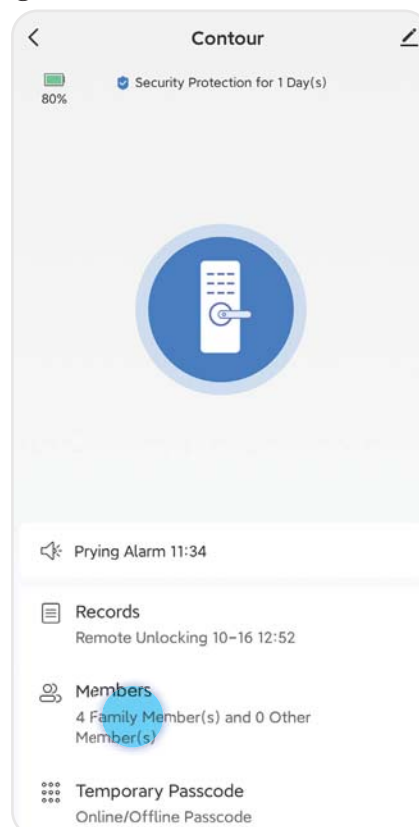 Contour
80%
Security Protection for 1 Day(s)
Prying Alarm 11:34
Records
Remote Unlocking 10-16 12:52
Members
4 Family Member(s) and 0 Other
Member(s)
Temporary Passcode
Online/Offline Passcode